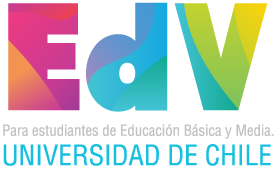 EdV
Para estudiantes de Educación Básica y Media.
UNIVERSIDAD DE CHILE